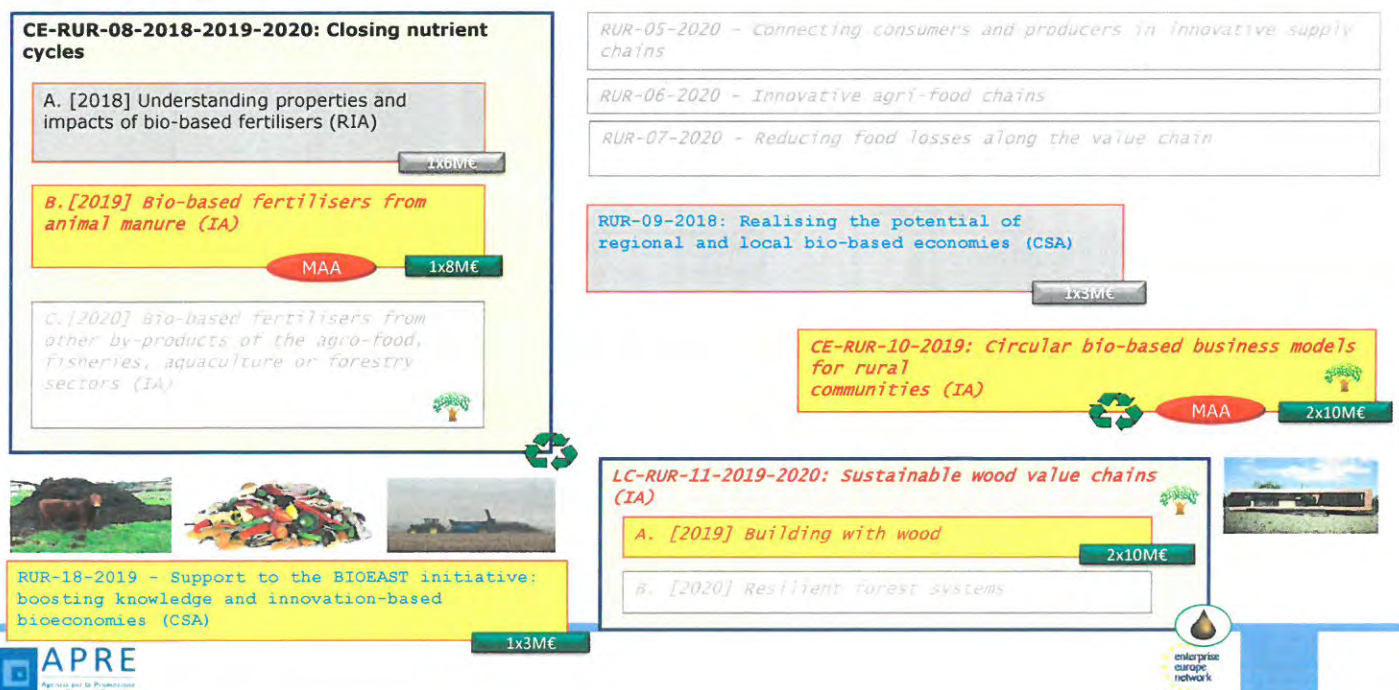 CE-RUR-08-2018-2019-2020: Closing nutrient
cycles
A. [2018] Understanding properties and
impacts of bio-based fertilisers (RIA)
1x6M€
B.[2019] Bio-based fertilisers from
animal manure (IA)
MAA
1x8M€
C.[2020] Bio-based fertilisers from
other by-products of the agro-food,
fisheries, aquaculture or forestry
sectors (IA)
RUR-18-2019 - Support to the BIOEAST initiative:
boosting knowledge and innovation-based
bioeconomies (CSA)
1x3M€
RUR-05-2020 - Connecting consumers and producers in innovative supply
chains
RUR-06-2020 - Innovative agri-food chains
RUR-07-2020 - Reducing food losses along the value chain
RUR-09-2018: Realising the potential of
regional and local bio-based economies (CSA)
1x3M€
CE-RUR-10-2019: Circular bio-based business models
for rural
communities (IA)
MAA
2x10M€
LC-RUR-11-2019-2020: Sustainable wood value chains
(IA)
A. [2019] Building with wood
2x10M€
B. [2020] Resilient forest systems
APRE
enterprise
europe
network